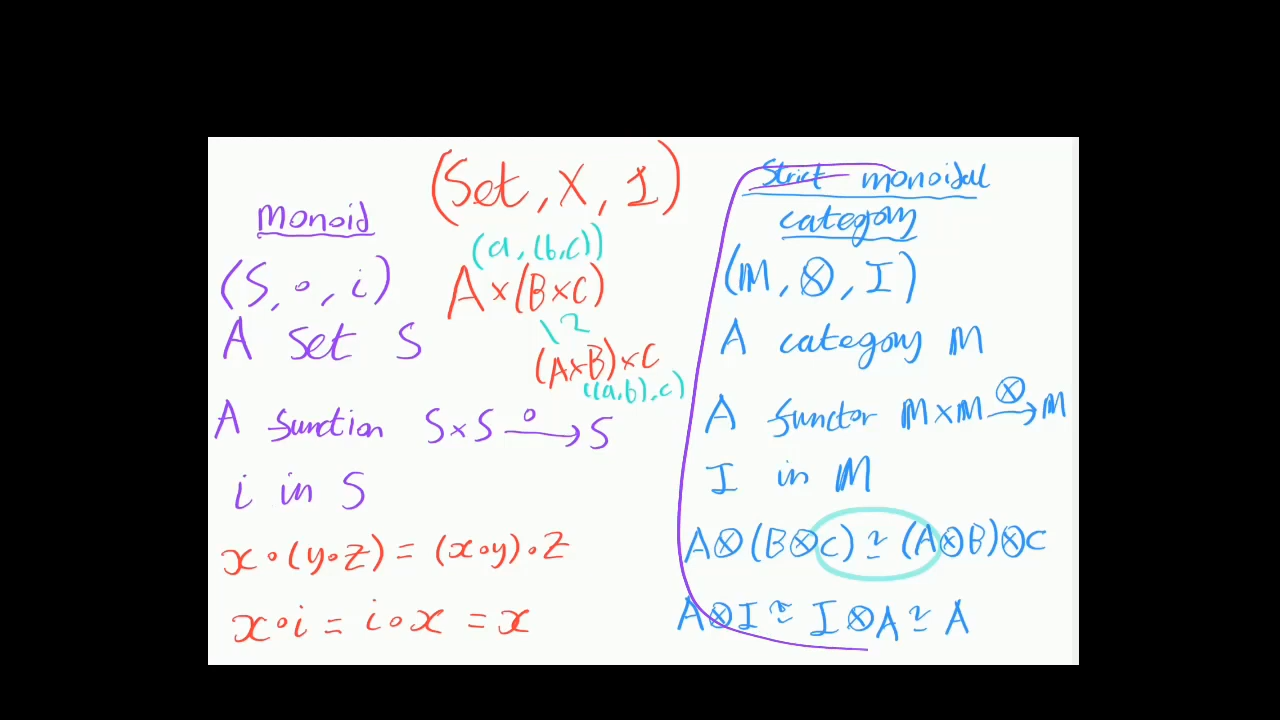 monoid
(S, ∘, i)
A set S
A function S×S –∘→ S
i in S
x∘(y∘z) = (x∘y)∘z
x∘i = i∘x = x
(Set, X, 1)
(a, (b,c))
A×(B×C)
≅
(A×B)×C
((a,b),c)
Strict monoidal
category
(M, ⊗, I)
A category M
A functor M×M –⊗→ M
I in M
A⊗(B⊗C) ≃ (A⊗B)⊗C
A⊗I ≃ I⊗A ≃ A